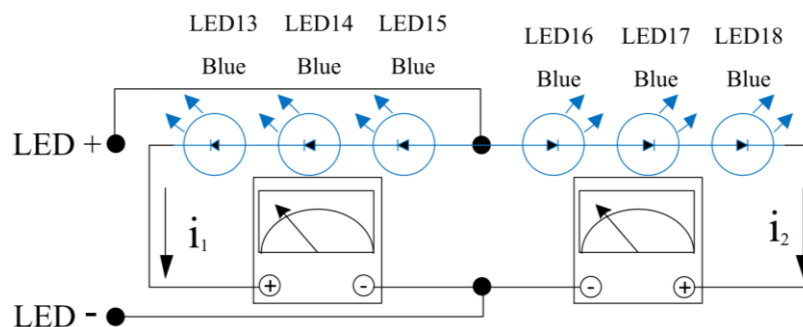 LED13 LED14 LED15 LED16 LED17 LED18
Blue Blue Blue Blue Blue Blue
LED +
i1 i2
+ - - +
LED -